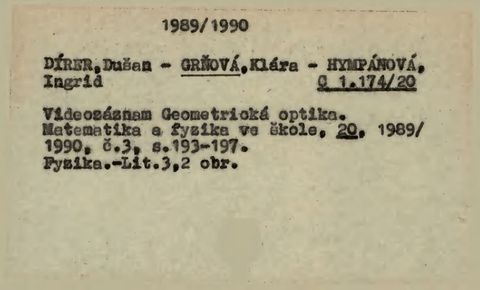 1989/1990
DÍRER,Dušan - GRŇOVÁ,Klára - HYMPÁNOVÁ,
Ingrid C 1.174/20
Videozáznam Geometrická optika.
Matematika a fyzika ve škole, 20, 1989/
1990, č.3, s.193-197.
Fyzika.-Lit.3,2 obr.